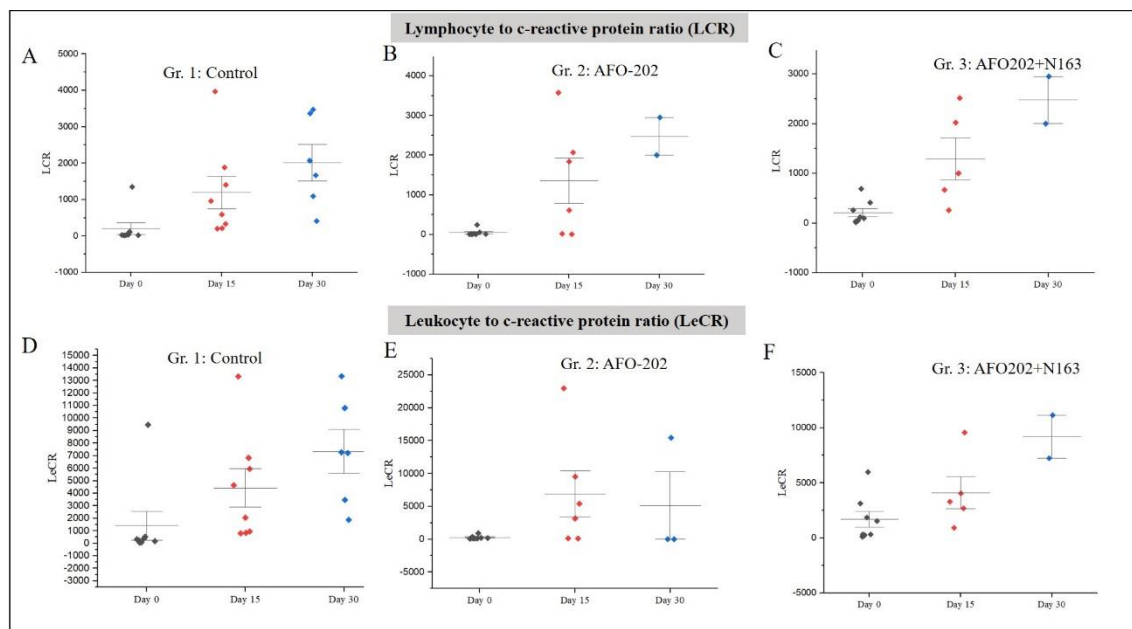 Lymphocyte to c-reactive protein ratio (LCR)
A
Gr. 1: Control
5000
4000
3000
2000
1000
0
-1000
LCR
Day 0
Day 15
Day 30
B
Gr. 2: AFO-202
4000
3000
2000
1000
0
-1000
LCR
Day 0
Day 15
Day 30
C
Gr. 3: AFO202+N163
3000
2000
1000
0
-1000
LCR
Day 0
Day 15
Day 30
Leukocyte to c-reactive protein ratio (LeCR)
D
Gr. 1: Control
15000
14000
13000
12000
11000
10000
9000
8000
7000
6000
5000
4000
3000
2000
1000
0
-1000
-2000
-3000
LeCR
Day 0
Day 15
Day 30
E
Gr. 2: AFO-202
25000
20000
15000
10000
5000
0
-5000
LeCR
Day 0
Day 15
Day 30
F
Gr. 3: AFO202+N163
15000
10000
5000
0
-5000
LeCR
Day 0
Day 15
Day 30